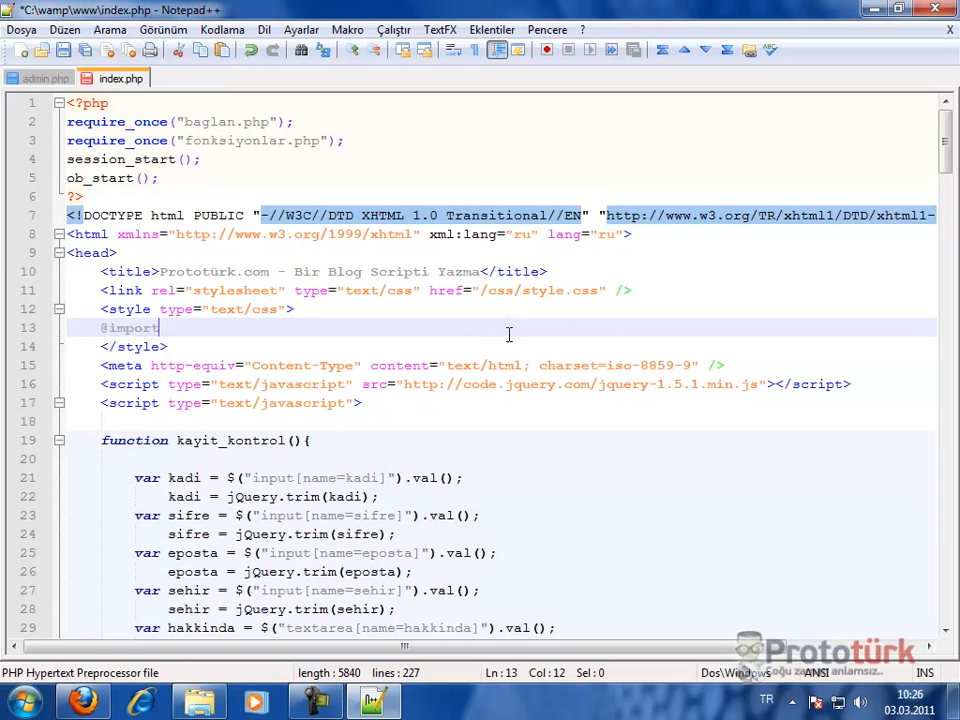 *C:\wamp\www\index.php - Notepad++
Dosya Düzen Arama Görünüm Kodlama Dil Ayarlar Makro Çalıştır TextFX Eklentiler Pencere ? X
admin.php index.php
1 <?php
2 require_once("baglan.php");
3 require_once("fonksiyonlar.php");
4 session_start();
5 ob_start();
6 ?>
7 <!DOCTYPE html PUBLIC "-//W3C//DTD XHTML 1.0 Transitional//EN" "http://www.w3.org/TR/xhtml1/DTD/xhtml1-
8 <html xmlns="http://www.w3.org/1999/xhtml" xml:lang="ru" lang="ru">
9 <head>
10 <title>Prototürk.com - Bir Blog Scripti Yazma</title>
11 <link rel="stylesheet" type="text/css" href="/css/style.css" />
12 <style type="text/css">
13 @import
14 </style>
15 <meta http-equiv="Content-Type" content="text/html; charset=iso-8859-9" />
16 <script type="text/javascript" src="http://code.jquery.com/jquery-1.5.1.min.js"></script>
17 <script type="text/javascript">
18
19 function kayit_kontrol(){
20
21 var kadi = $("input[name=kadi]").val();
22 kadi = jQuery.trim(kadi);
23 var sifre = $("input[name=sifre]").val();
24 sifre = jQuery.trim(sifre);
25 var eposta = $("input[name=eposta]").val();
26 eposta = jQuery.trim(eposta);
27 var sehir = $("input[name=sehir]").val();
28 sehir = jQuery.trim(sehir);
29 var hakkinda = $("textarea[name=hakkinda]").val();
Prototürk
Çoğu zaman anlamsız..
PHP Hypertext Preprocessor file length : 5840 lines : 227 Ln : 13 Col : 12 Sel : 0 Dos\Windows INS
TR 10:26
03.03.2011